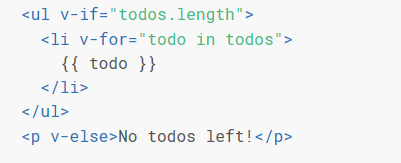 <ul v-if="todos.length">
  <li v-for="todo in todos">
    {{ todo }}
  </li>
</ul>
<p v-else>No todos left!</p>